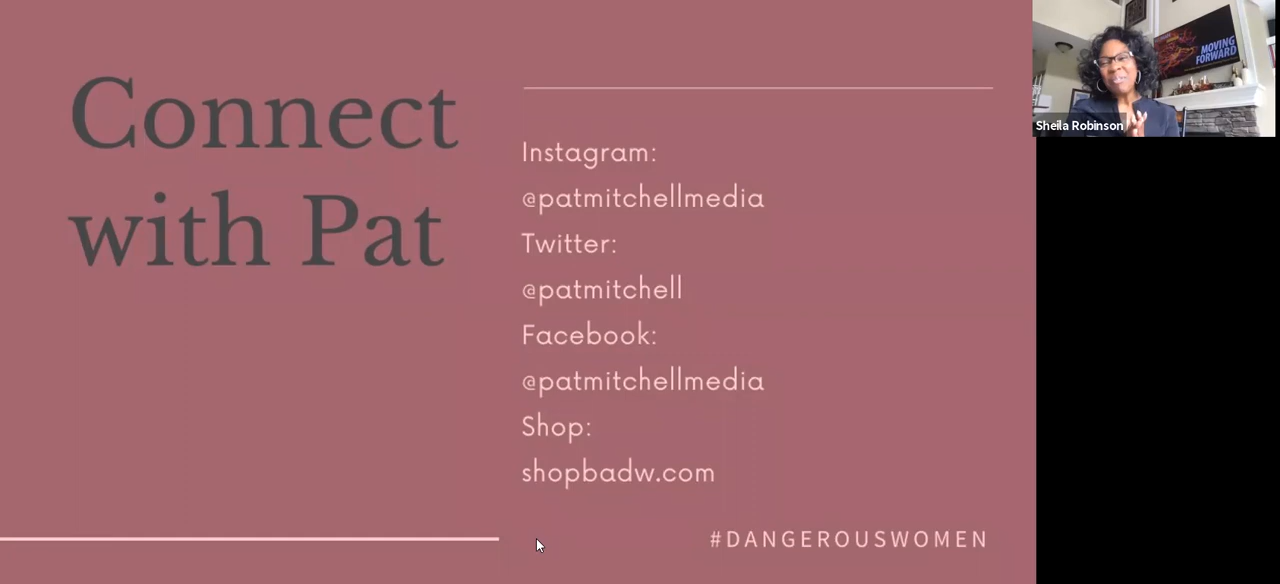 Connect
with Pat
Instagram:
@patmitchellmedia
Twitter:
@patmitchell
Facebook:
@patmitchellmedia
Shop:
shopbadw.com
#DANGEROUSWOMEN
MOVING
FORWARD
Sheila Robinson